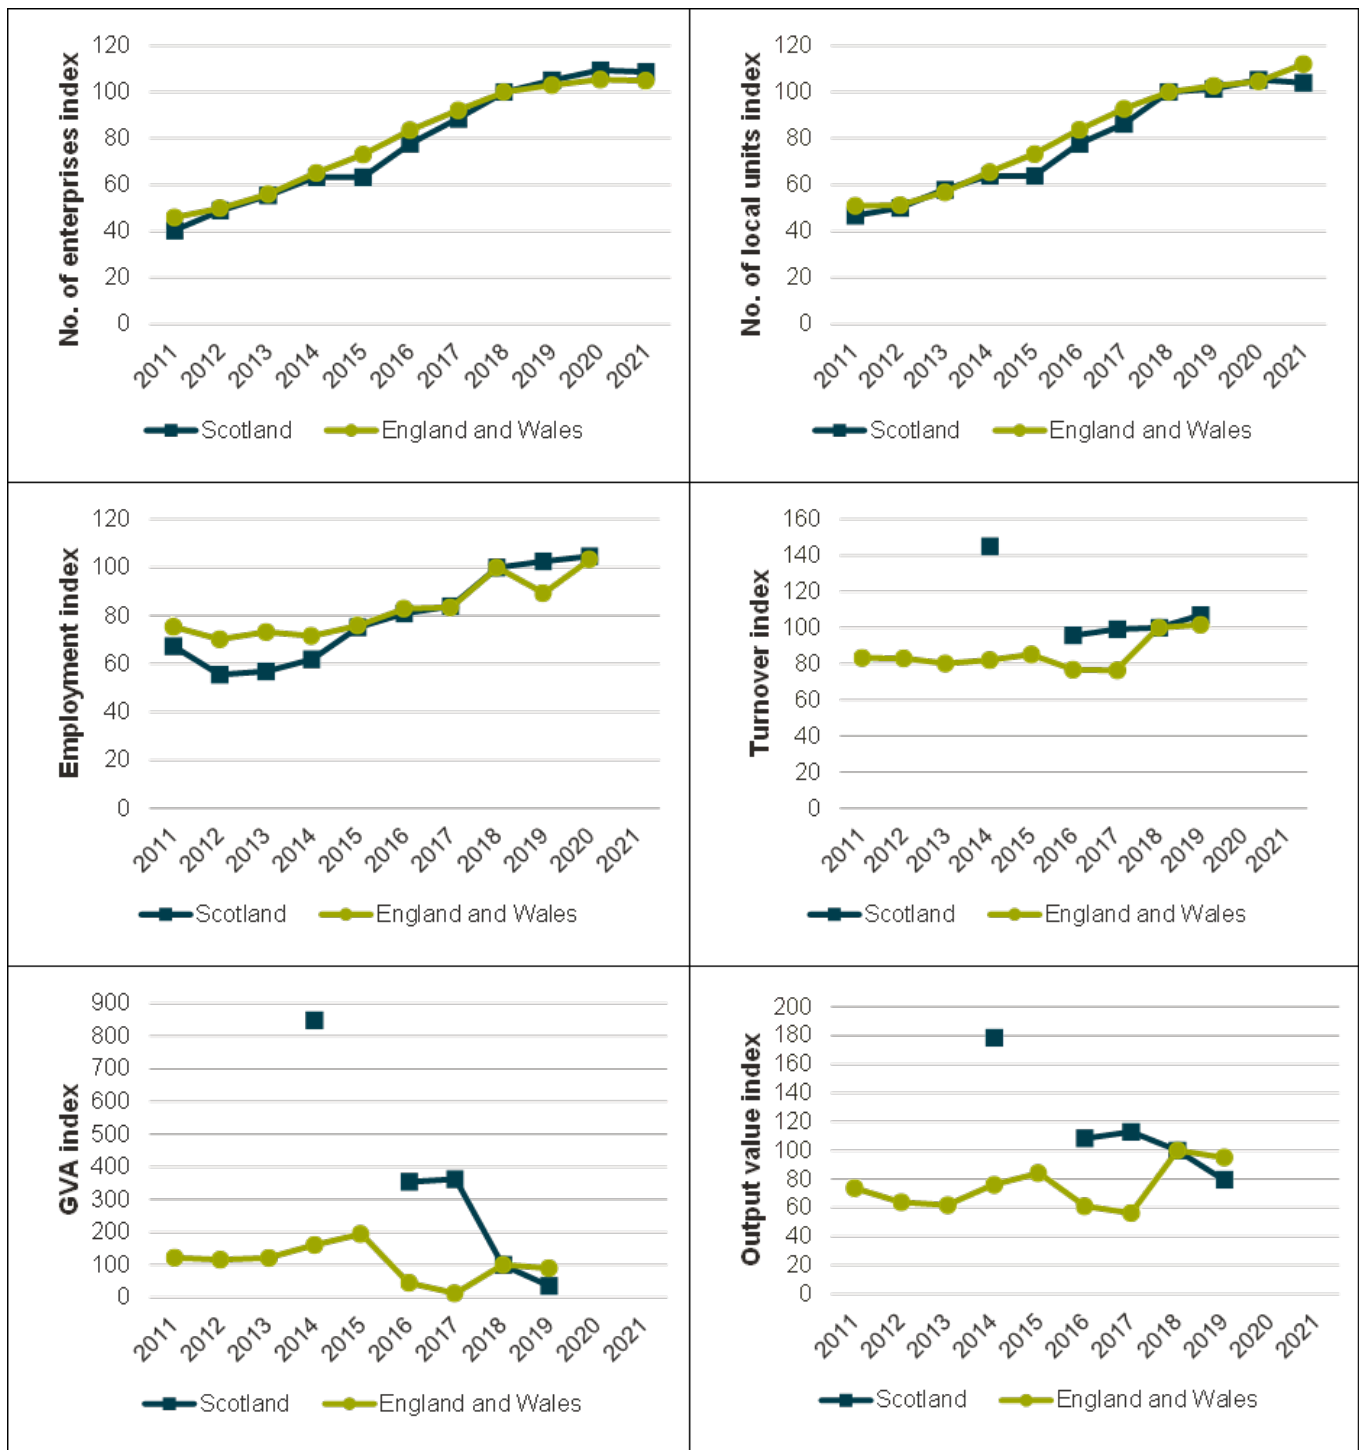 No. of enterprises index
120
100
80
60
40
20
0
2011 2012 2013 2014 2015 2016 2017 2018 2019 2020 2021
Scotland England and Wales
No. of local units index
120
100
80
60
40
20
0
2011 2012 2013 2014 2015 2016 2017 2018 2019 2020 2021
Scotland England and Wales
Employment index
120
100
80
60
40
20
0
2011 2012 2013 2014 2015 2016 2017 2018 2019 2020 2021
Scotland England and Wales
Turnover index
160
140
120
100
80
60
40
20
0
2011 2012 2013 2014 2015 2016 2017 2018 2019 2020 2021
Scotland England and Wales
GVA index
900
800
700
600
500
400
300
200
100
0
2011 2012 2013 2014 2015 2016 2017 2018 2019 2020 2021
Scotland England and Wales
Output value index
200
180
160
140
120
100
80
60
40
20
0
2011 2012 2013 2014 2015 2016 2017 2018 2019 2020 2021
Scotland England and Wales